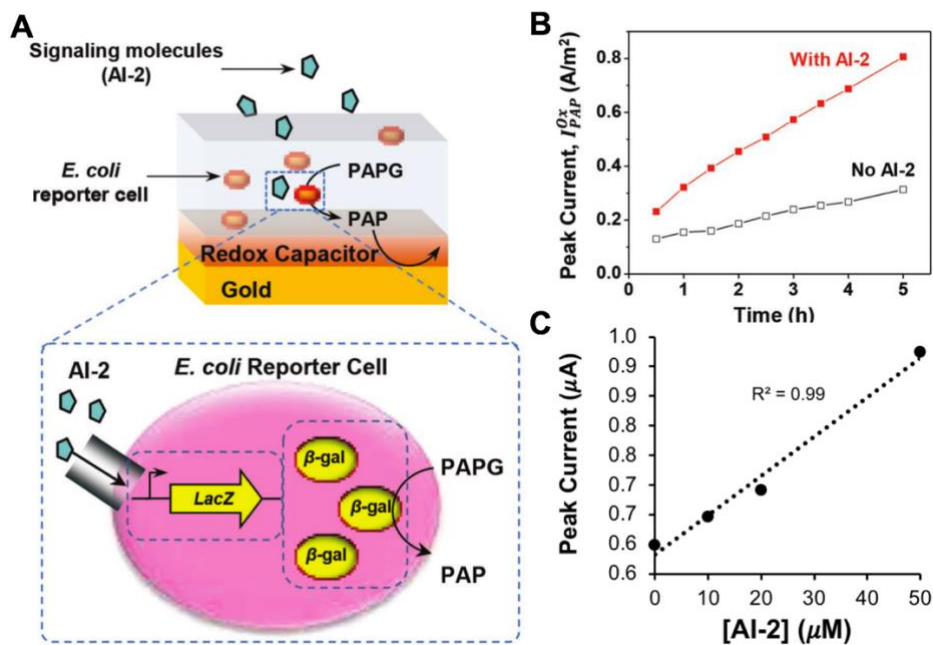 A
Signaling molecules
(AI-2)
E. coli
reporter cell
PAPG
PAP
Redox Capacitor
Gold
AI-2
E. coli Reporter Cell
LacZ
β-gal
β-gal
β-gal
PAPG
PAP
B
Peak Current, I_PAP^Ox (A/m²)
0.8
0.6
0.4
0.2
0.0
With AI-2
No AI-2
0
1
2
3
4
5
Time (h)
C
Peak Current (μA)
1.0
0.9
0.9
0.8
0.8
0.7
0.7
0.6
0.6
R² = 0.99
0
10
20
30
40
50
[AI-2] (μM)